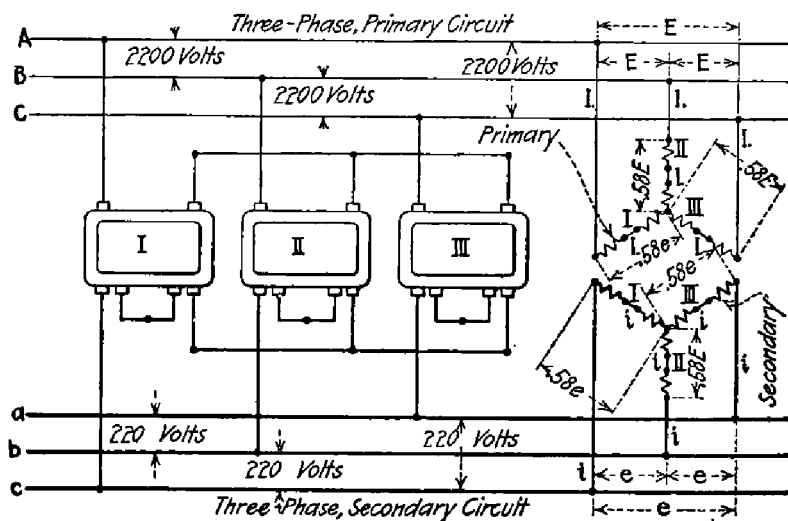 Three-Phase, Primary Circuit
E
A
2200 Volts
2200 Volts
E E
B
2200 Volts
I. I.
C
I.
Primary
II
.58E
.58E
I.
I II III
I III
I. I.
.58e
.58e
I III
i i
.58e
II
i
.58E
Secondary
i
a
220 Volts
220 Volts
b
i
220 Volts
i
e e
c
Three-Phase, Secondary Circuit
e